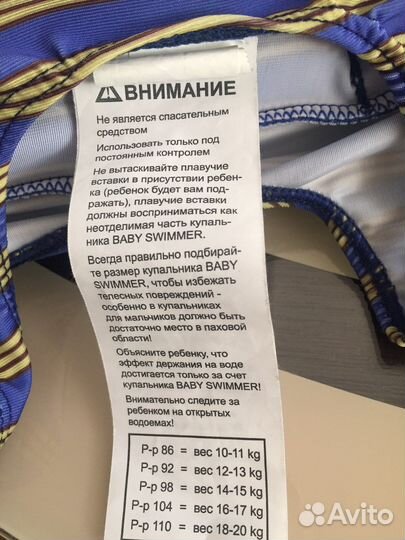 ВНИМАНИЕ
Не является спасательным
средством
Использовать только под
постоянным контролем
Не вытаскивайте плавучие
вставки в присутствии ребен-
ка (ребенок будет вам под-
ражать), плавучие вставки
должны восприниматься как
неотделимая часть купаль-
ника BABY SWIMMER.
Всегда правильно подбирай-
те размер купальника BABY
SWIMMER, чтобы избежать
телесных повреждений -
особенно в купальниках
для мальчиков должно быть
достаточно место в паховой
области!
Объясните ребенку, что
эффект держания на воде
достигается только за счет
купальника BABY SWIMMER!
Внимательно следите за
ребенком на открытых
водоемах!
Р-р 86 = вес 10-11 kg
Р-р 92 = вес 12-13 kg
Р-р 98 = вес 14-15 kg
Р-р 104 = вес 16-17 kg
Р-р 110 = вес 18-20 kg
Avito